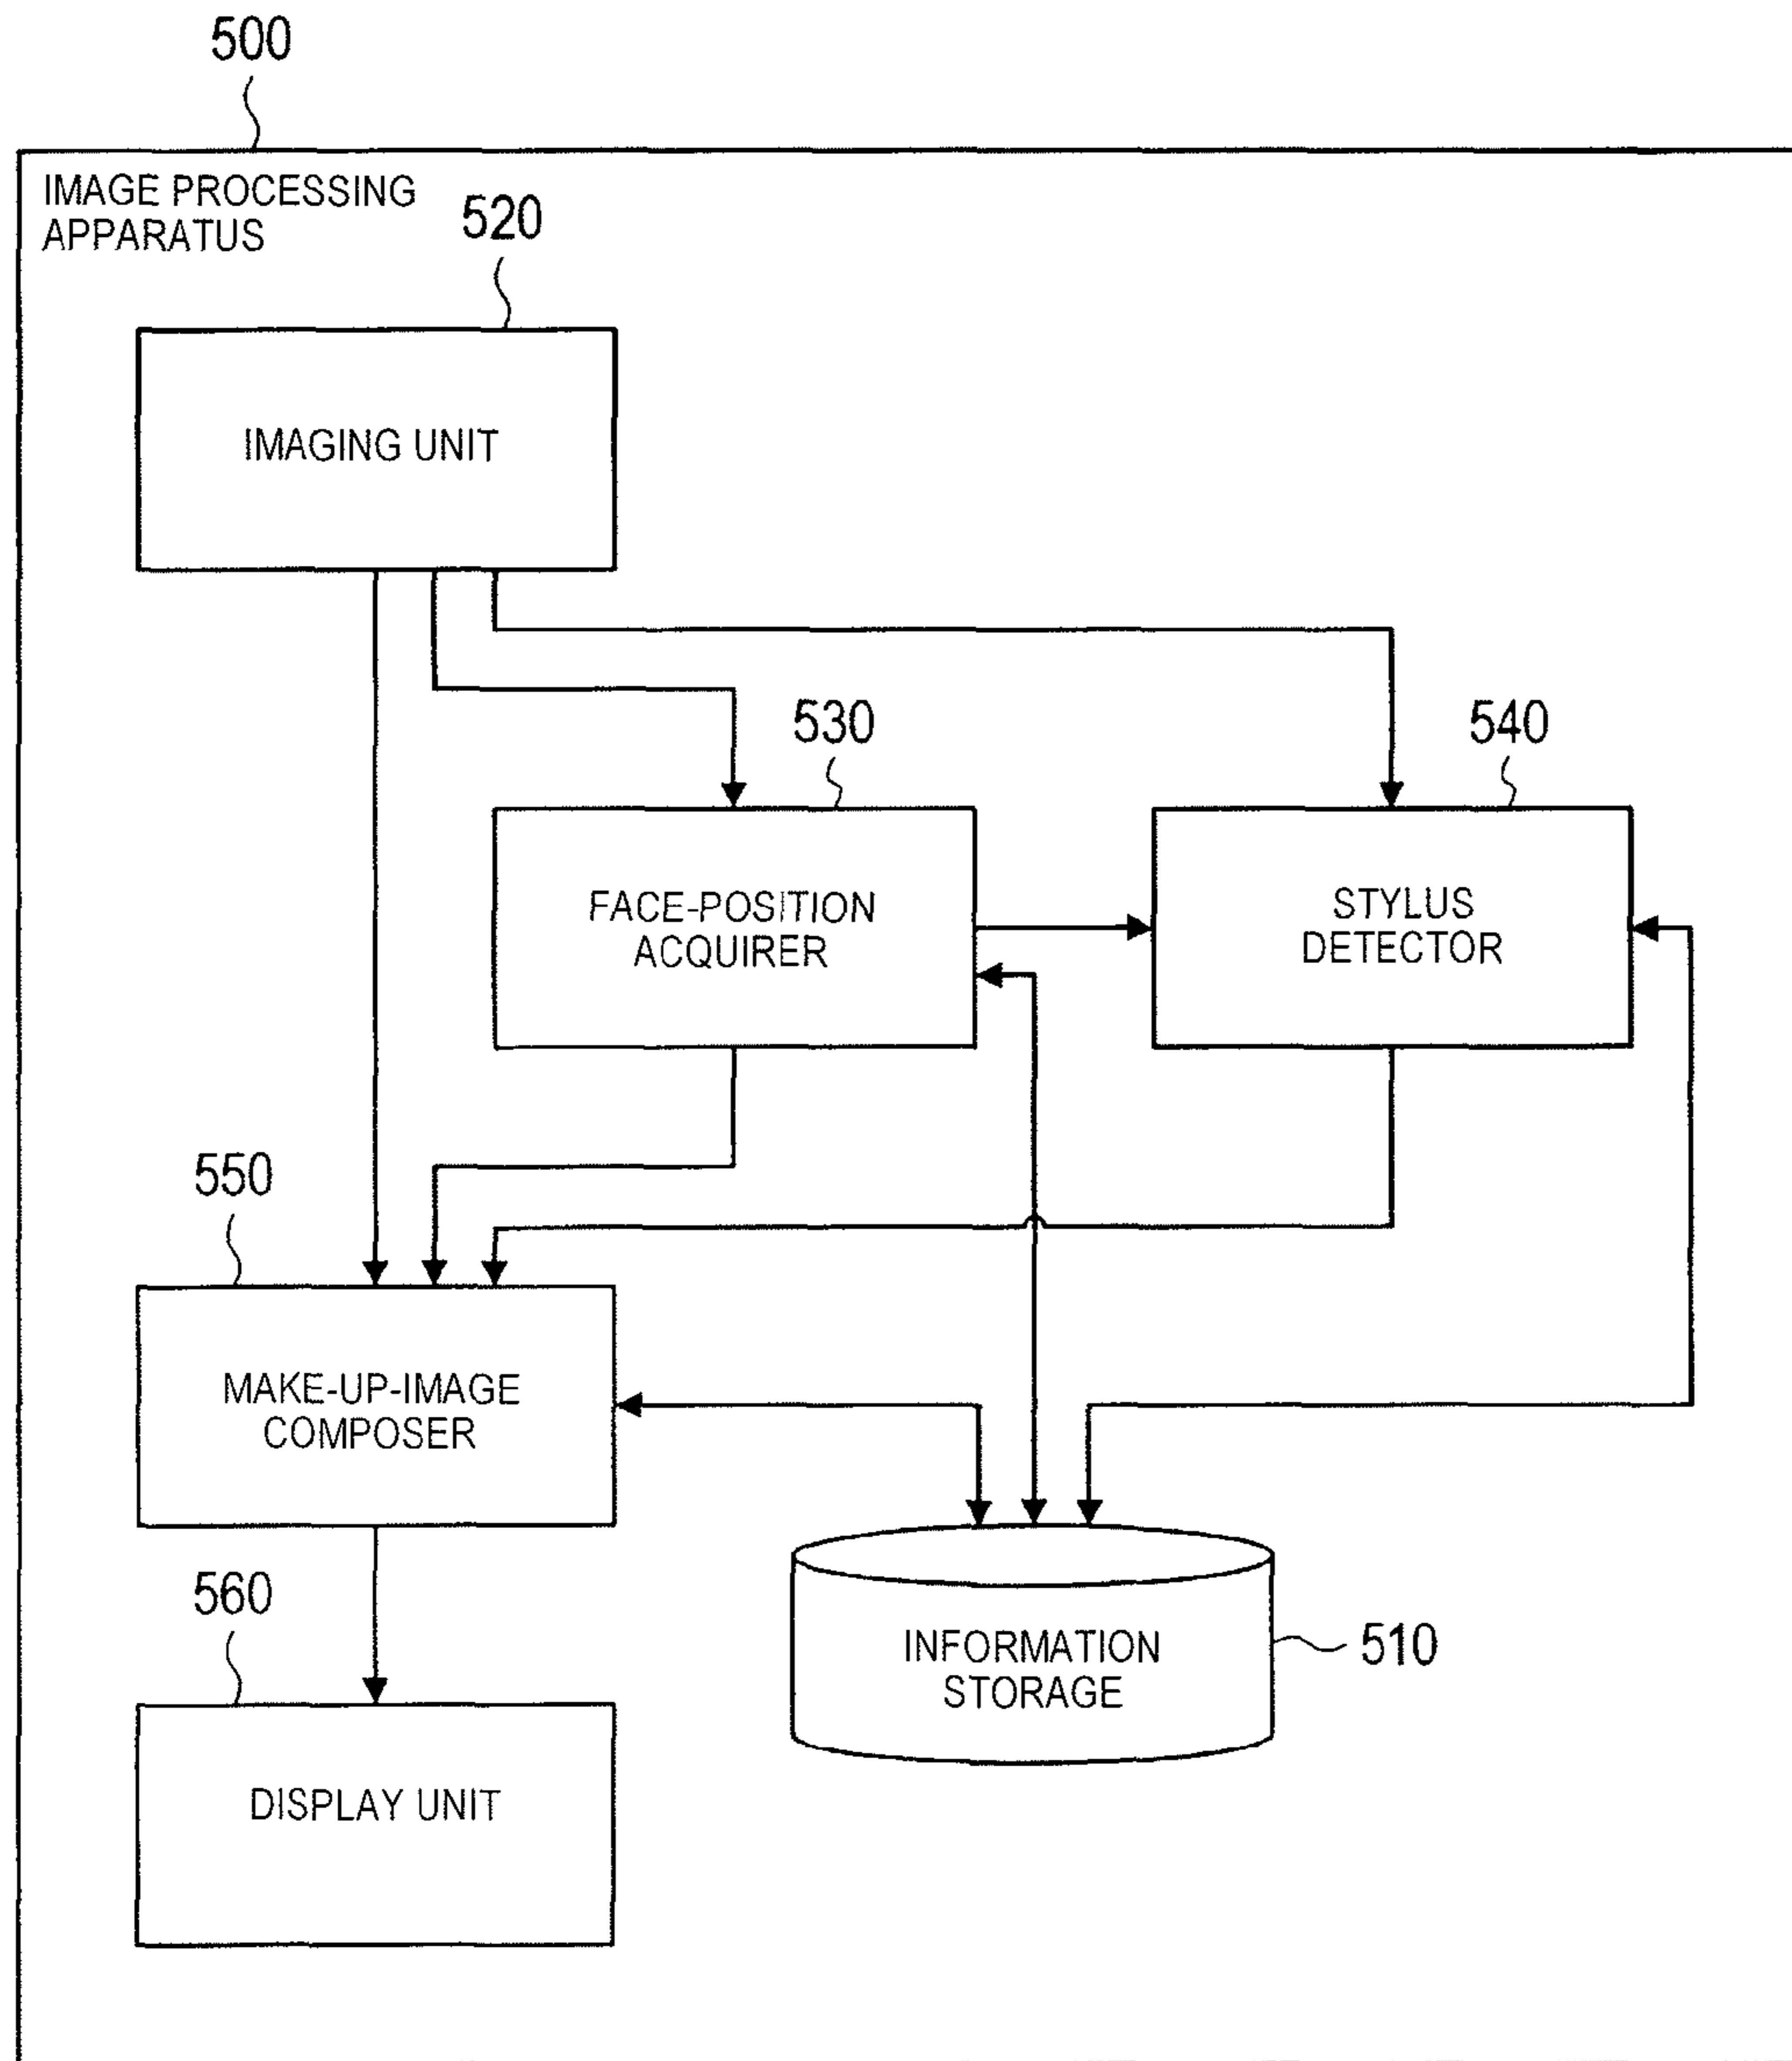 500
IMAGE PROCESSING
APPARATUS
520
IMAGING UNIT
530
540
FACE-POSITION
ACQUIRER
STYLUS
DETECTOR
550
MAKE-UP-IMAGE
COMPOSER
560
INFORMATION
STORAGE
510
DISPLAY UNIT